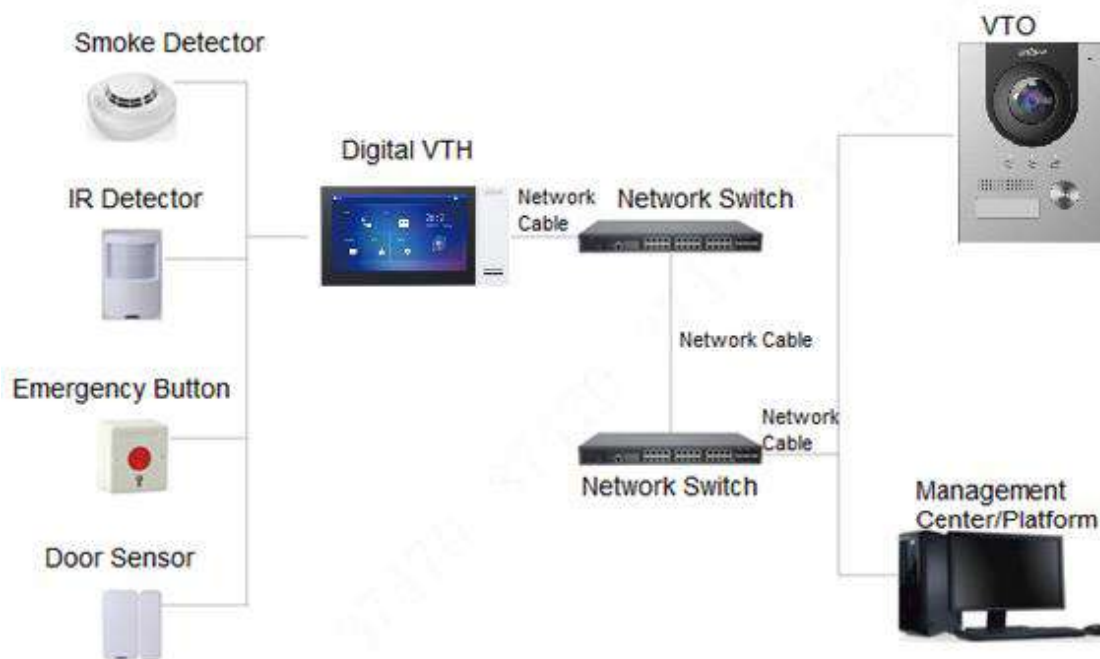 Smoke Detector
VTO
Digital VTH
IR Detector
Network
Cable
Network Switch
Network Cable
Emergency Button
Network
Cable
Network Switch
Management
Center/Platform
Door Sensor